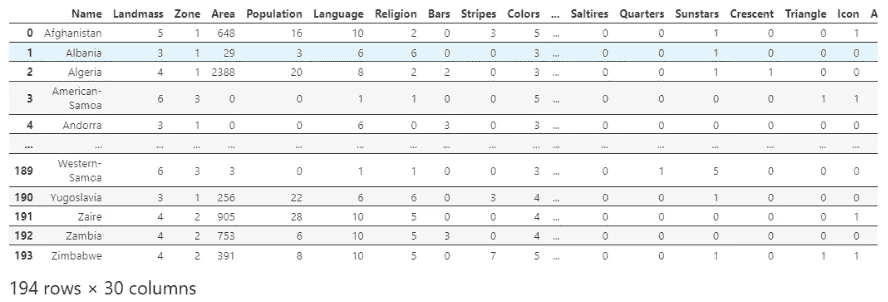 Name Landmass Zone Area Population Language Religion Bars Stripes Colors ... Saltires Quarters Sunstars Crescent Triangle Icon A
0 Afghanistan 5 1 648 16 10 2 0 3 5 ... 0 0 1 0 0 1
1 Albania 3 1 29 3 6 6 0 0 3 ... 0 0 1 0 0 0
2 Algeria 4 1 2388 20 8 2 2 0 3 ... 0 0 1 1 0 0
3 American-Samoa 6 3 0 0 1 1 0 0 5 ... 0 0 0 0 1 1
4 Andorra 3 1 0 0 6 0 3 0 3 ... 0 0 0 0 0 0
... ... ... ... ... ... ... ... ... ... ... ... ... ... ... ... ... ...
189 Western-Samoa 6 3 3 0 1 1 0 0 3 ... 0 1 5 0 0 0
190 Yugoslavia 3 1 256 22 6 6 0 3 4 ... 0 0 1 0 0 0
191 Zaire 4 2 905 28 10 5 0 0 4 ... 0 0 0 0 0 1
192 Zambia 4 2 753 6 10 5 3 0 4 ... 0 0 0 0 0 0
193 Zimbabwe 4 2 391 8 10 5 0 7 5 ... 0 0 1 0 1 1
194 rows × 30 columns